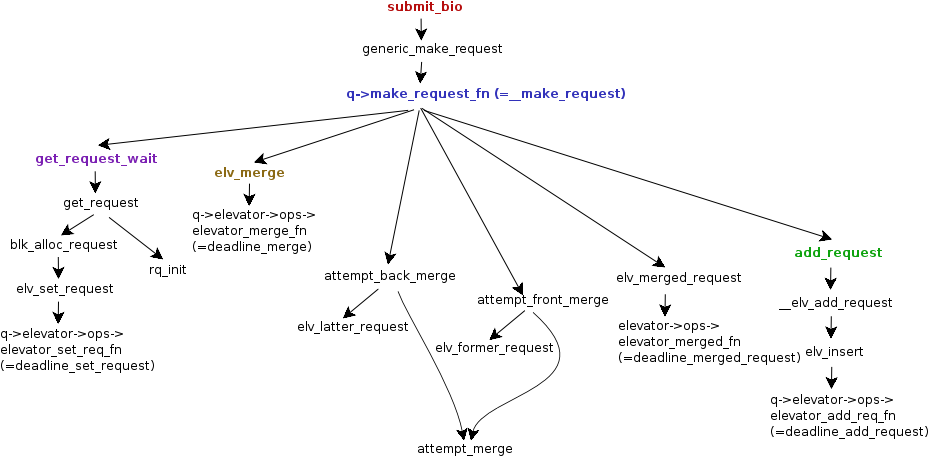 submit_bio
generic_make_request
q->make_request_fn (=__make_request)
get_request_wait
get_request
blk_alloc_request
rq_init
elv_set_request
q->elevator->ops->
elevator_set_req_fn
(=deadline_set_request)
elv_merge
q->elevator->ops->
elevator_merge_fn
(=deadline_merge)
attempt_back_merge
elv_latter_request
attempt_front_merge
elv_former_request
attempt_merge
elv_merged_request
elevator->ops->
elevator_merged_fn
(=deadline_merged_request)
add_request
__elv_add_request
elv_insert
q->elevator->ops->
elevator_add_req_fn
(=deadline_add_request)